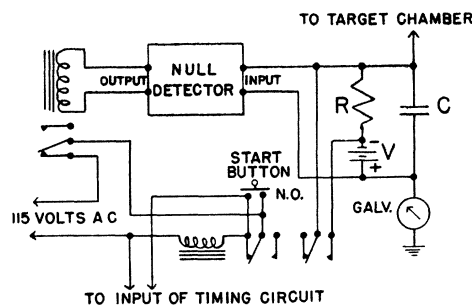 TO TARGET CHAMBER
NULL
DETECTOR
OUTPUT
INPUT
R
C
-
V
+
START
BUTTON
N.O.
GALV.
115 VOLTS A C
TO INPUT OF TIMING CIRCUIT